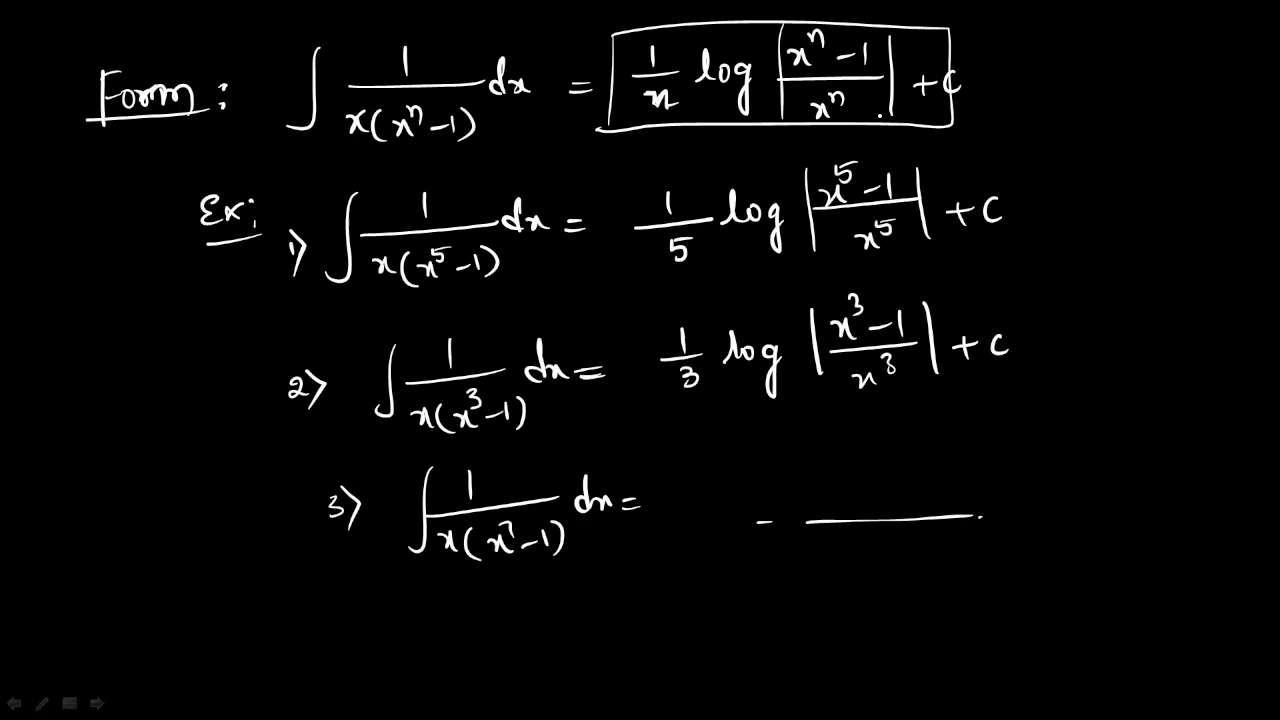 Form : ∫ 1/x(xⁿ-1) dx = 1/n log |xⁿ-1/xⁿ| + C
Ex: 1) ∫ 1/x(x⁵-1) dx = 1/5 log |x⁵-1/x⁵| + C
2) ∫ 1/x(x³-1) dx = 1/3 log |x³-1/x³| + C
3) ∫ 1/x(x⁷-1) dx =